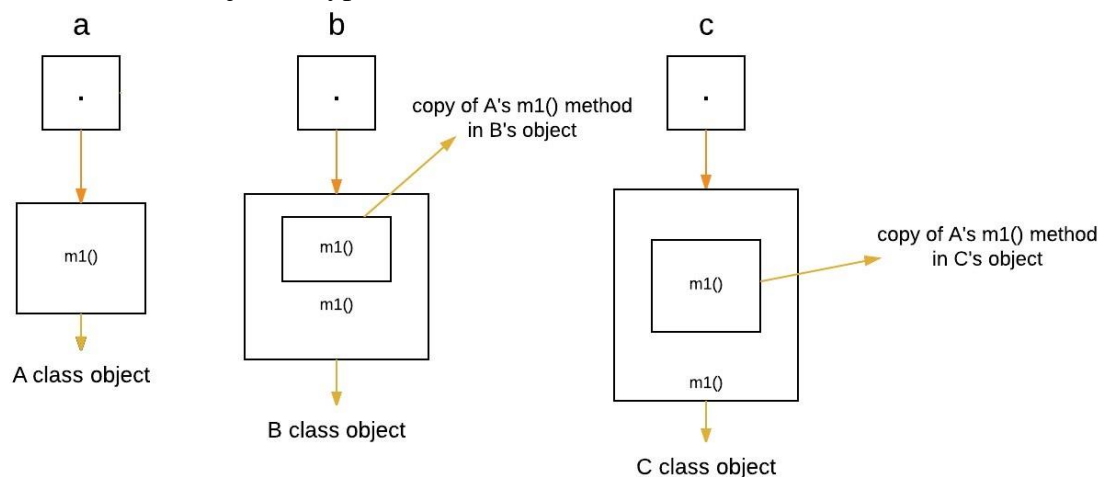 a
b
c
.
.
.
copy of A's m1() method
in B's object
m1()
m1()
m1()
copy of A's m1() method
in C's object
m1()
m1()
A class object
B class object
C class object